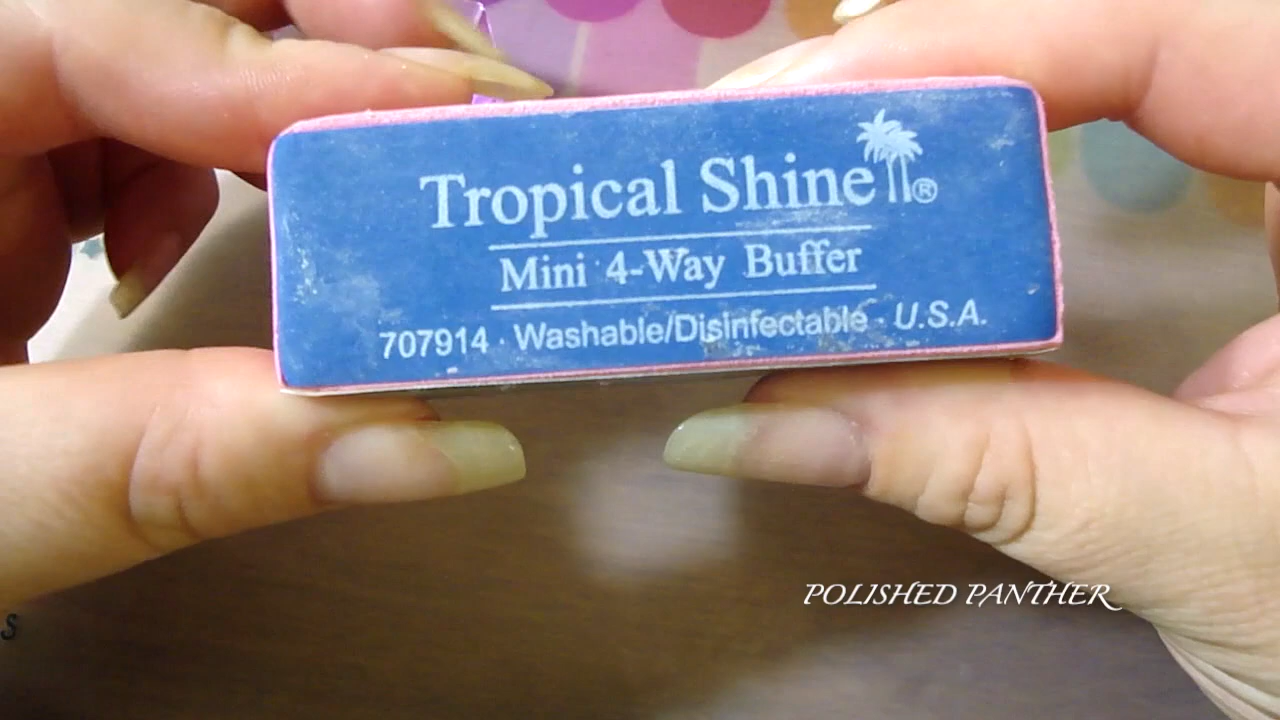 Tropical Shine®
Mini 4-Way Buffer
707914 · Washable/Disinfectable · U.S.A.
POLISHED PANTHER
S